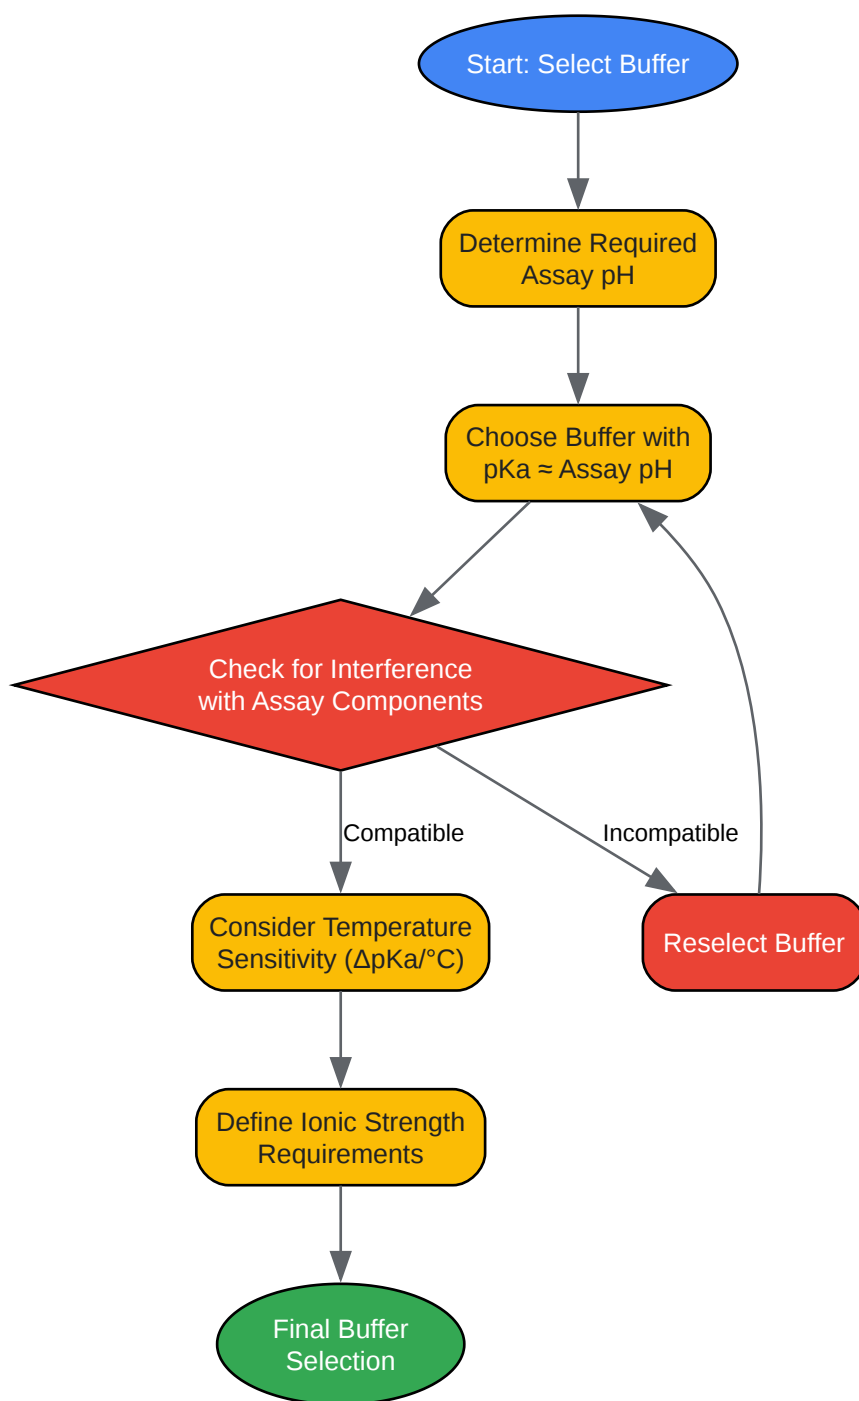 Start: Select Buffer
Determine Required
Assay pH
Choose Buffer with
pKa ≈ Assay pH
Check for Interference
with Assay Components
Compatible
Incompatible
Consider Temperature
Sensitivity (ΔpKa/°C)
Reselect Buffer
Define Ionic Strength
Requirements
Final Buffer
Selection